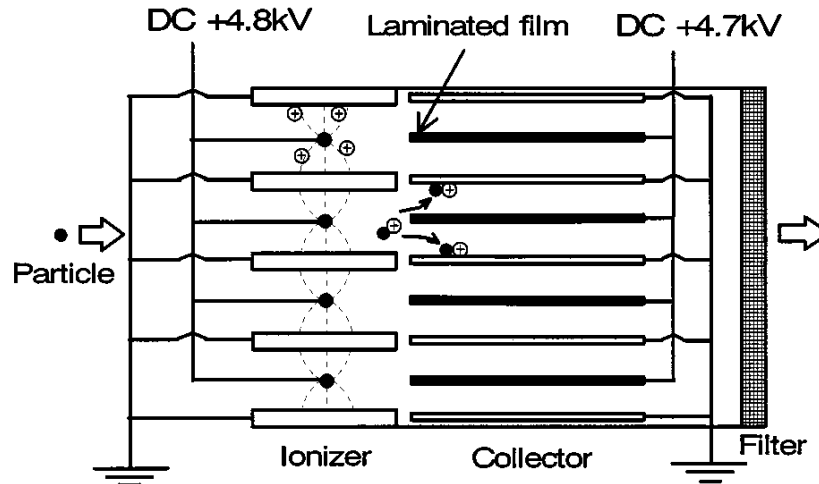 DC +4.8kV
Laminated film
DC +4.7kV
Particle
Ionizer
Collector
Filter